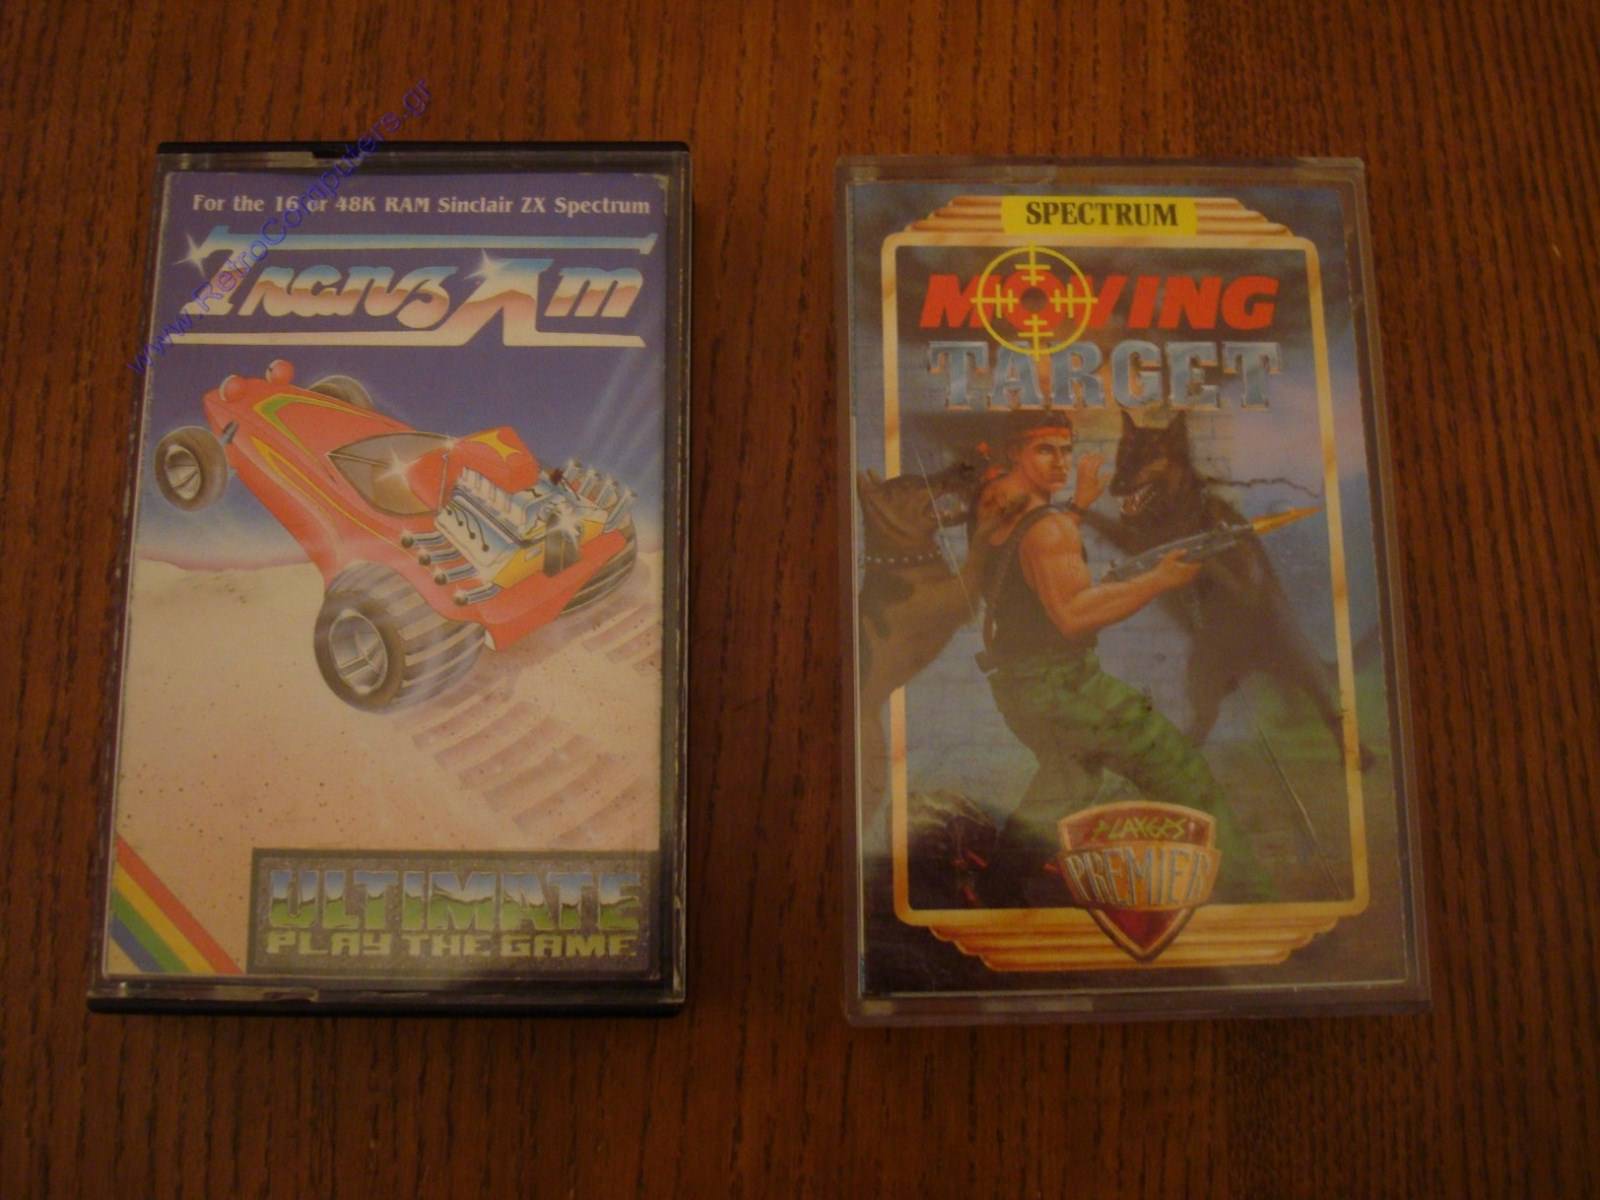 www.RetroComputers.gr
For the 16 or 48K RAM Sinclair ZX Spectrum
Trans Am
ULTIMATE
PLAY THE GAME
SPECTRUM
MOVING
TARGET
PLAYERS
PREMIER